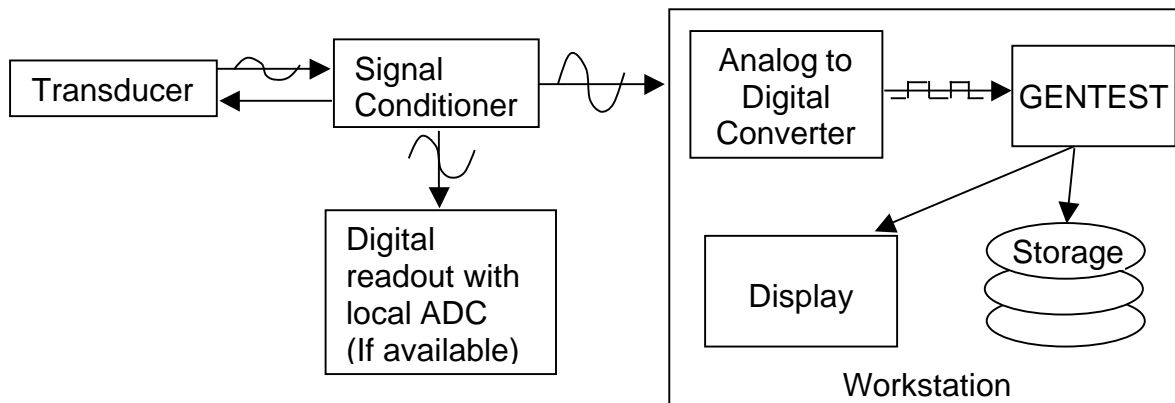 Transducer
Signal
Conditioner
Digital
readout with
local ADC
(If available)
Analog to
Digital
Converter
GENTEST
Display
Storage
Workstation